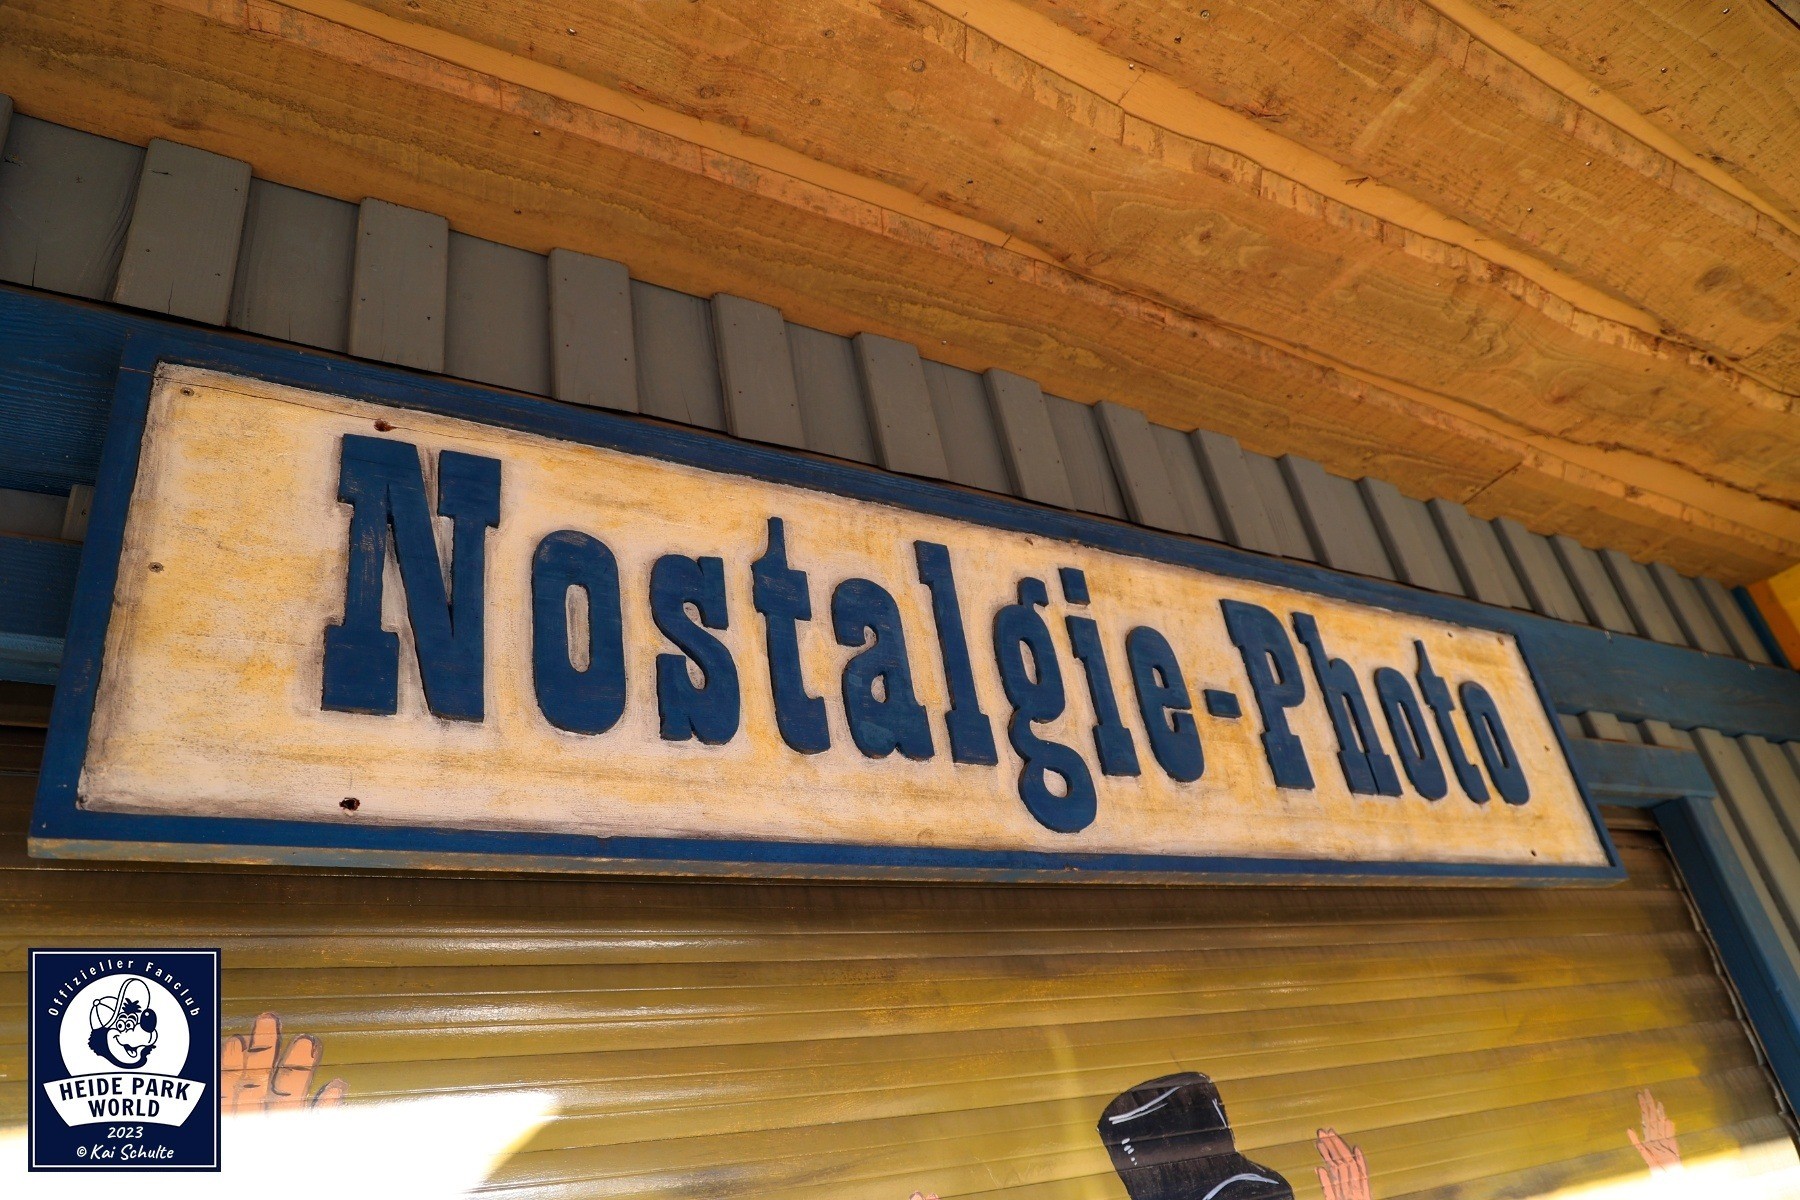 Nostalgie-Photo
Offizieller Fanclub
HEIDE PARK
WORLD
2023
© Kai Schulte